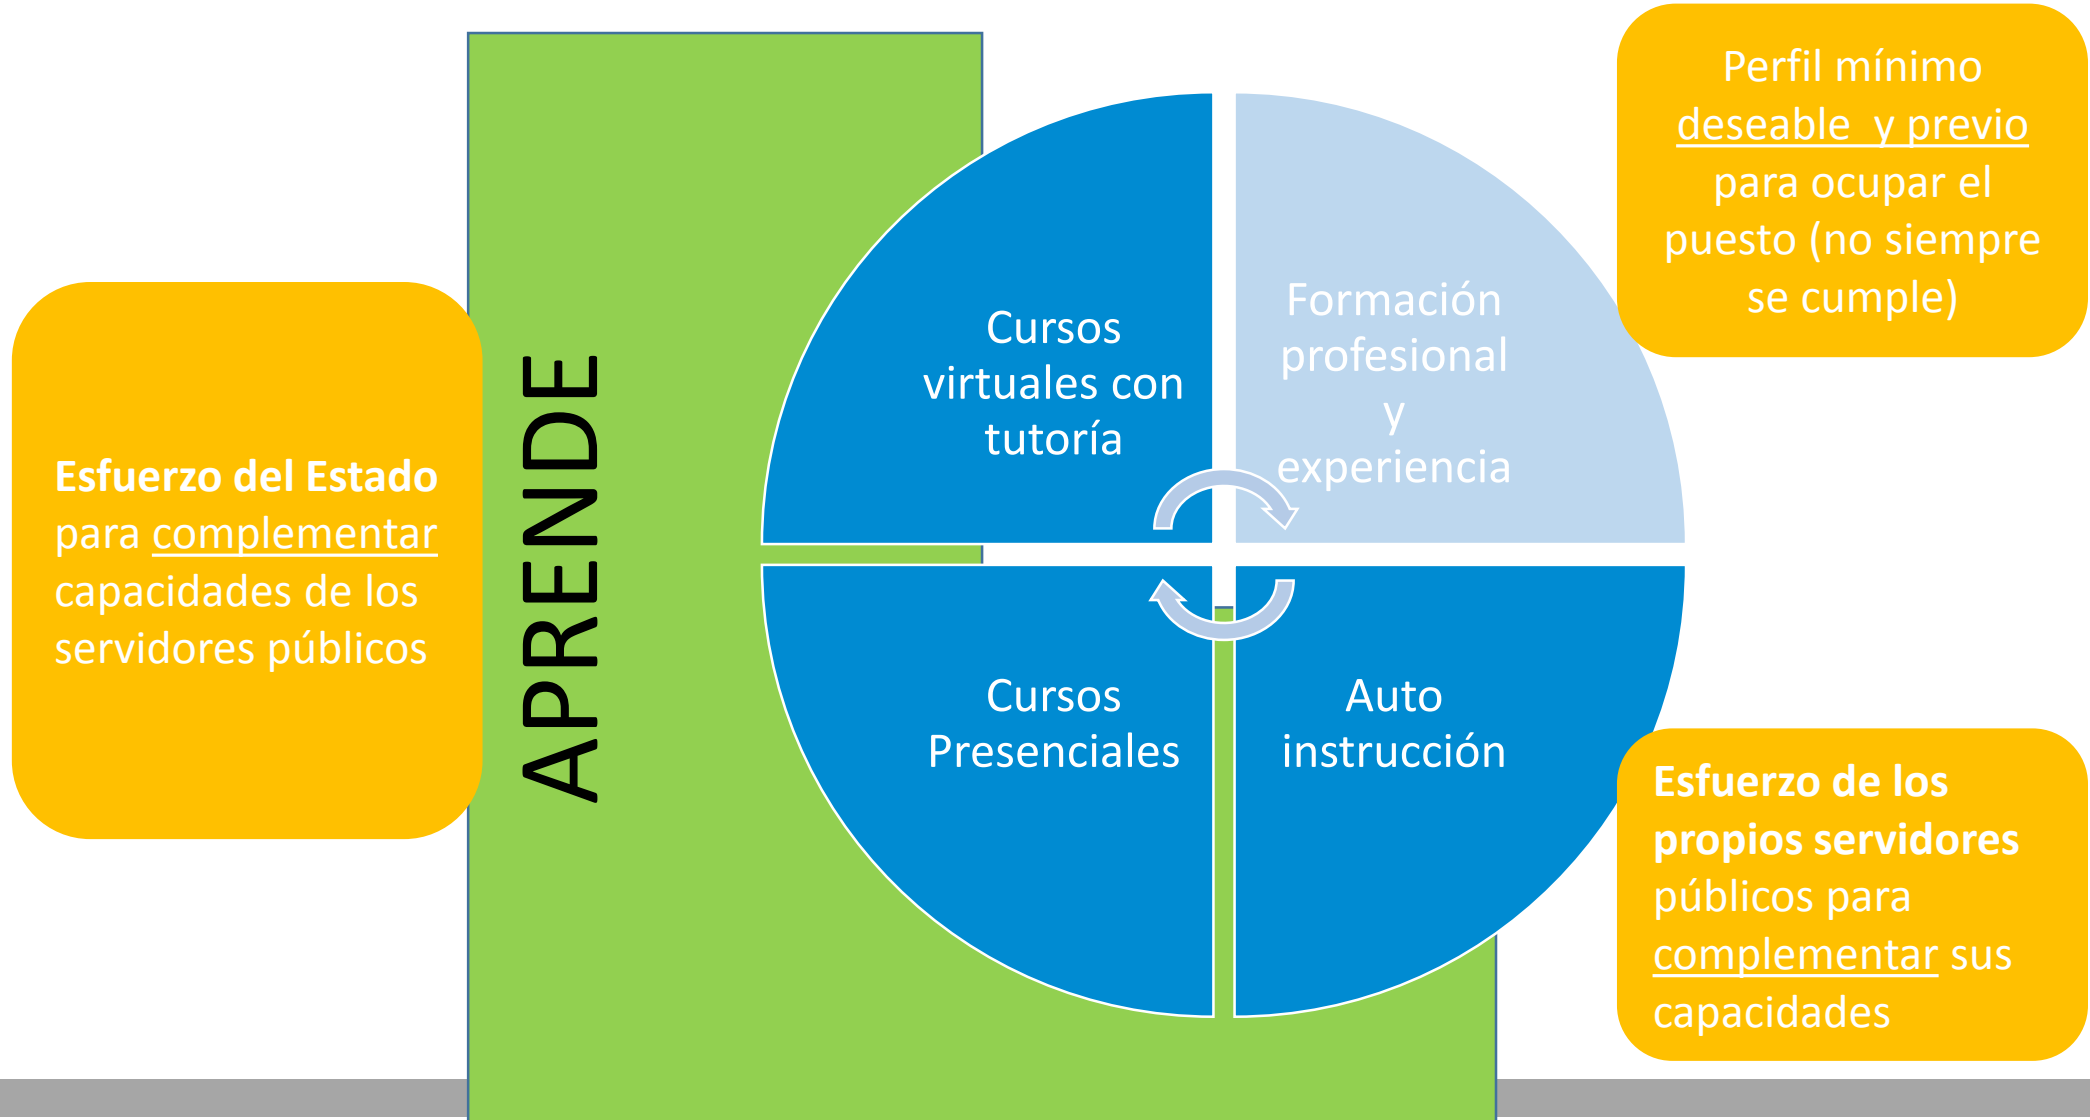 Perfil mínimo
deseable y previo
para ocupar el
puesto (no siempre
se cumple)
Formación
profesional
y
experiencia
Cursos
virtuales con
tutoría
Esfuerzo del Estado
para complementar
capacidades de los
servidores públicos
APRENDE
Cursos
Presenciales
Auto
instrucción
Esfuerzo de los
propios servidores
públicos para
complementar sus
capacidades